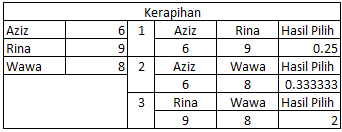 Kerapihan
Aziz 6 1 Aziz Rina Hasil Pilih
Rina 9 6 9 0.25
Wawa 8 2 Aziz Wawa Hasil Pilih
6 8 0.333333
3 Rina Wawa Hasil Pilih
9 8 2